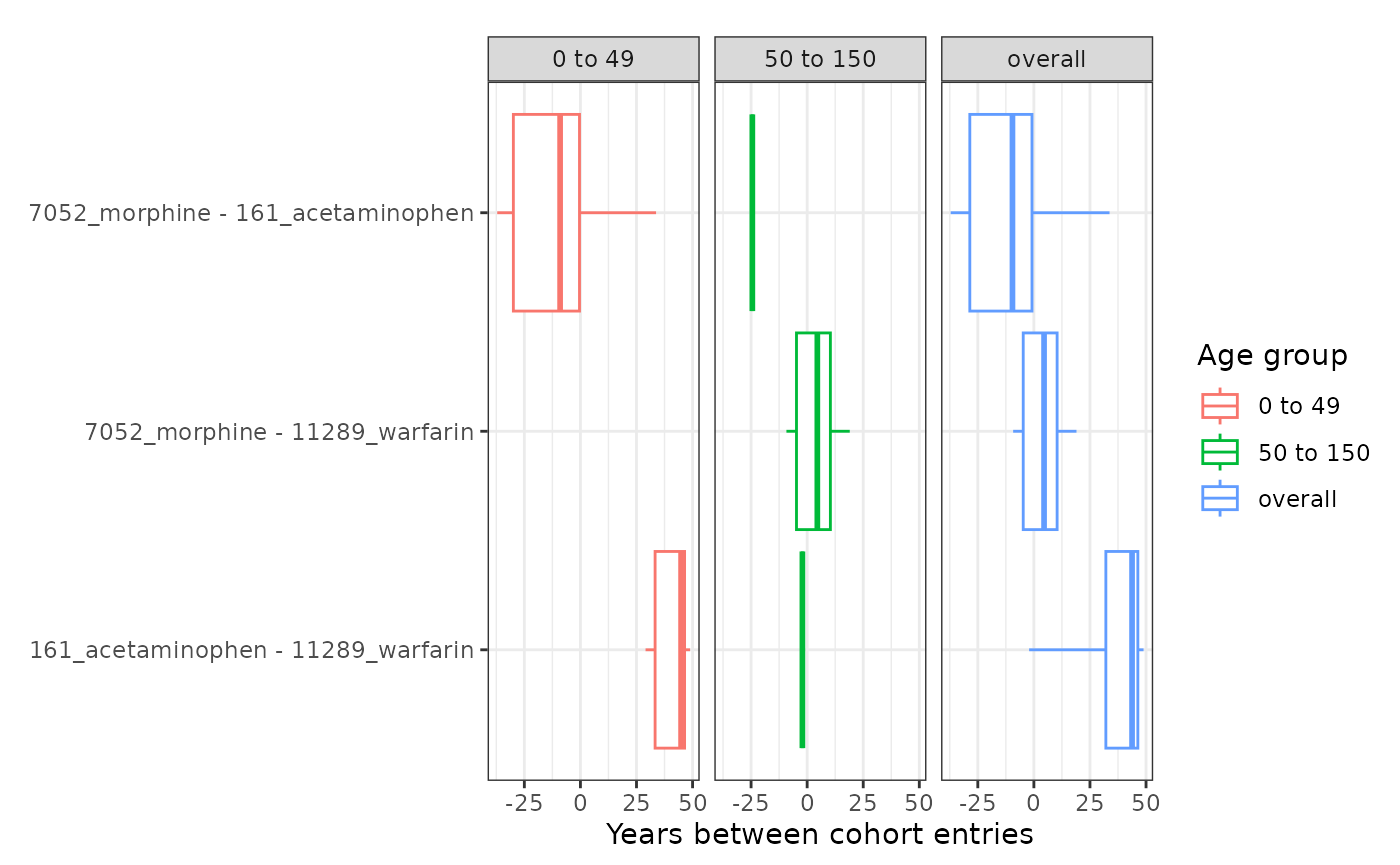 0 to 49 50 to 150 overall
7052_morphine - 161_acetaminophen
7052_morphine - 11289_warfarin
161_acetaminophen - 11289_warfarin
Age group
0 to 49
50 to 150
overall
-25 0 25 50 -25 0 25 50 -25 0 25 50
Years between cohort entries